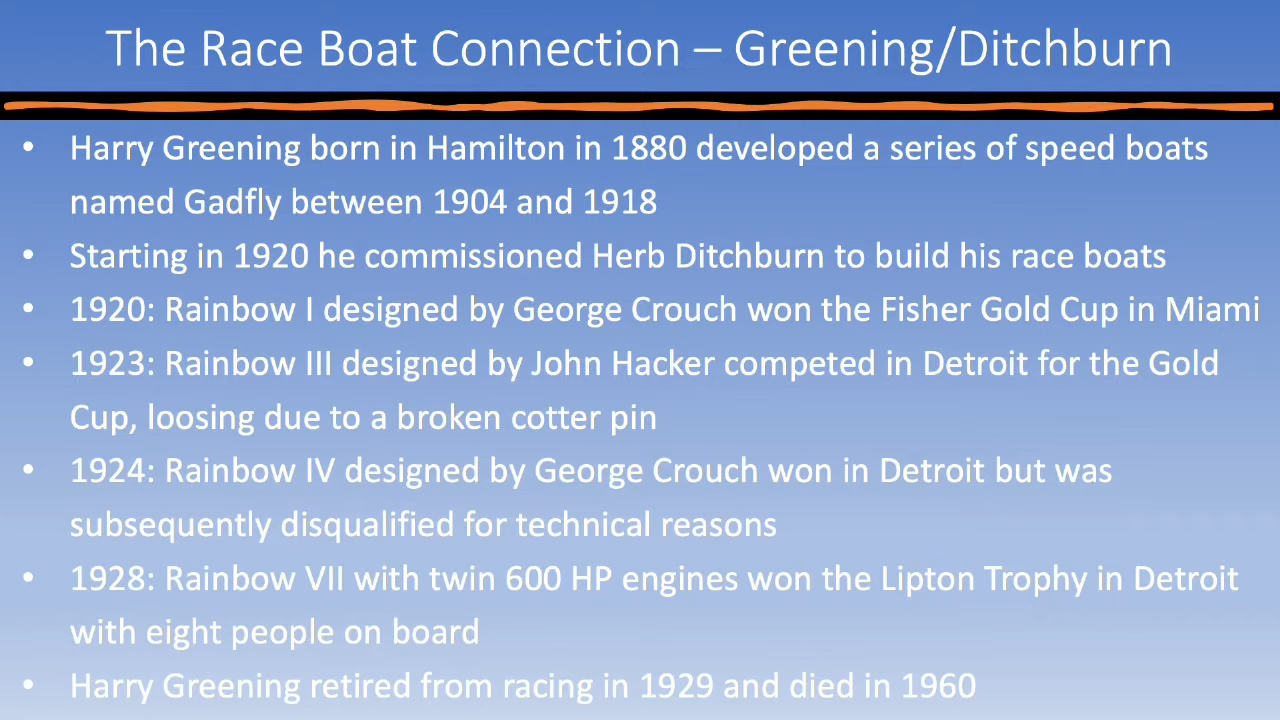 The Race Boat Connection – Greening/Ditchburn
• Harry Greening born in Hamilton in 1880 developed a series of speed boats
named Gadfly between 1904 and 1918
• Starting in 1920 he commissioned Herb Ditchburn to build his race boats
• 1920: Rainbow I designed by George Crouch won the Fisher Gold Cup in Miami
• 1923: Rainbow III designed by John Hacker competed in Detroit for the Gold
Cup, loosing due to a broken cotter pin
• 1924: Rainbow IV designed by George Crouch won in Detroit but was
subsequently disqualified for technical reasons
• 1928: Rainbow VII with twin 600 HP engines won the Lipton Trophy in Detroit
with eight people on board
• Harry Greening retired from racing in 1929 and died in 1960